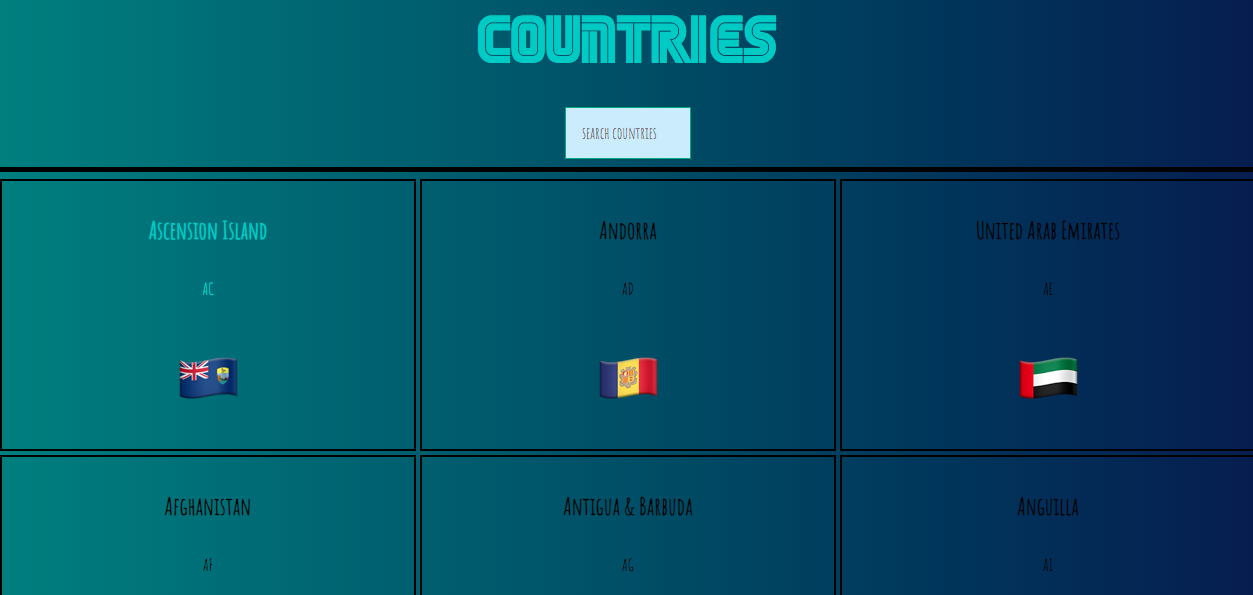 COUNTRIES
SEARCH COUNTRIES
Ascension Island
Andorra
United Arab Emirates
AC
AD
AE
Afghanistan
Antigua & Barbuda
Anguilla
AF
AG
AI